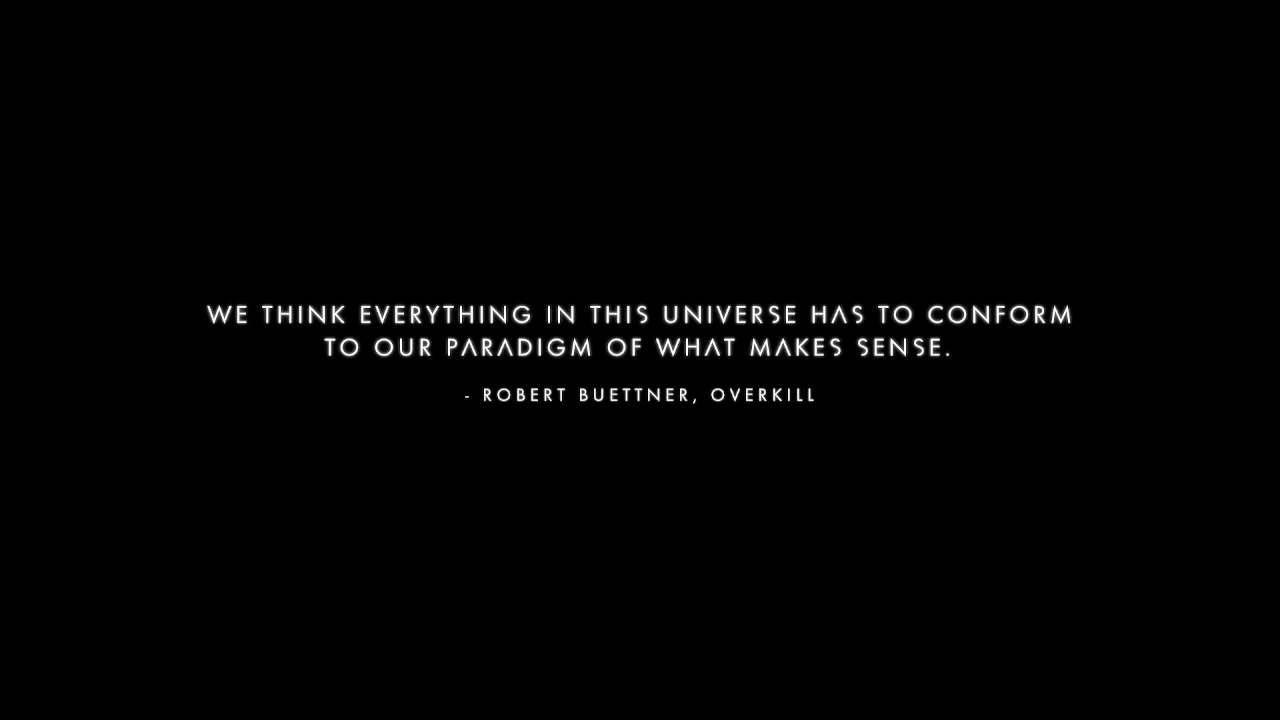 WE THINK EVERYTHING IN THIS UNIVERSE HAS TO CONFORM
TO OUR PARADIGM OF WHAT MAKES SENSE.
- ROBERT BUETTNER, OVERKILL